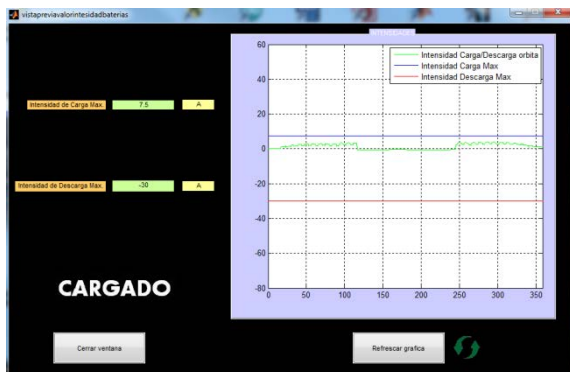 vistapreviavalorintesidadbaterias
INTENSIDADES
Intensidad Carga/Descarga orbita
Intensidad Carga Max
Intensidad Descarga Max
60
40
20
0
-20
-40
-60
-80
0 50 100 150 200 250 300 350
Intensidad de Carga Max. 7.5 A
Intensidad de Descarga Max. -30 A
CARGADO
Cerrar ventana
Refrescar grafica